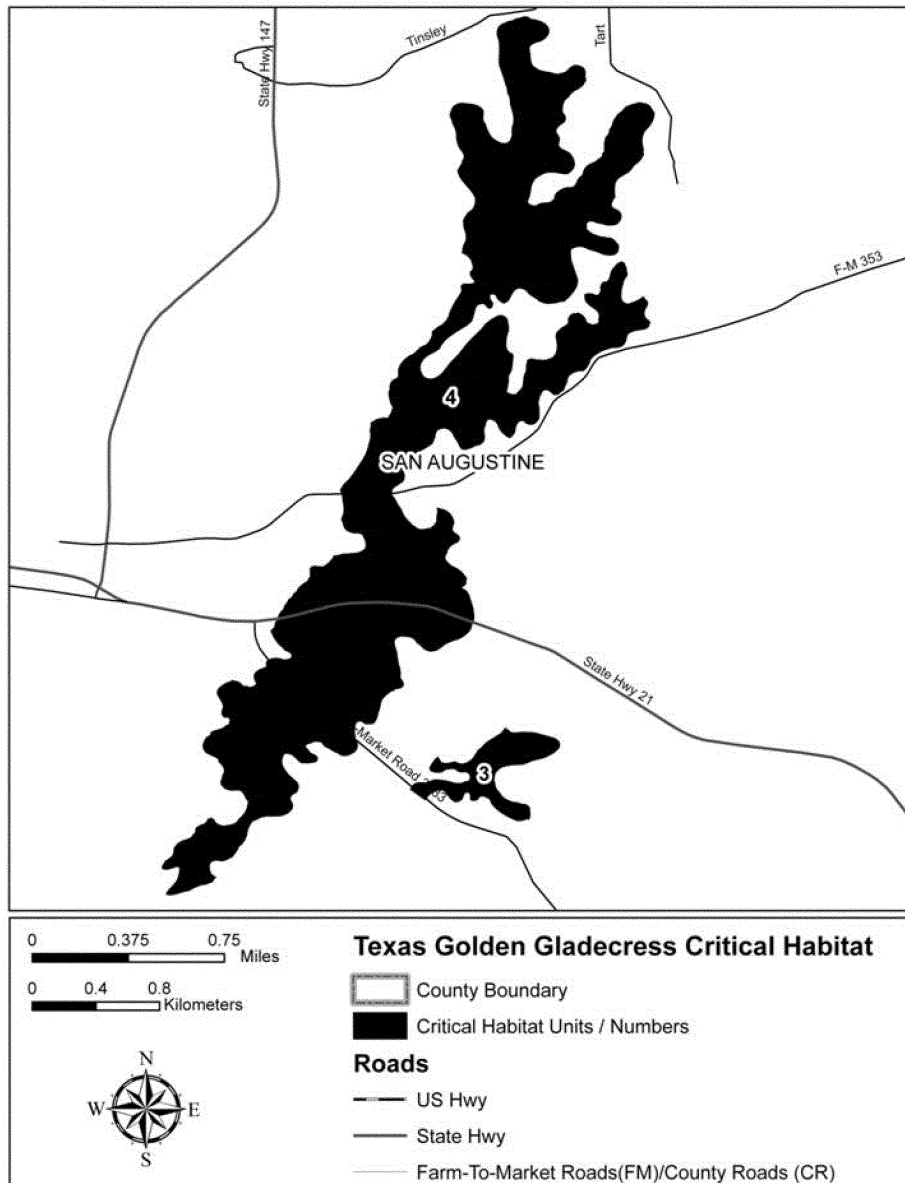 Tinsley
Tart
State Hwy 147
F-M 353
4
SAN AUGUSTINE
State Hwy 21
-Market Road
3
0 0.375 0.75
Miles
0 0.4 0.8
Kilometers
N
W E
S
Texas Golden Gladecress Critical Habitat
County Boundary
Critical Habitat Units / Numbers
Roads
US Hwy
State Hwy
Farm-To-Market Roads(FM)/County Roads (CR)